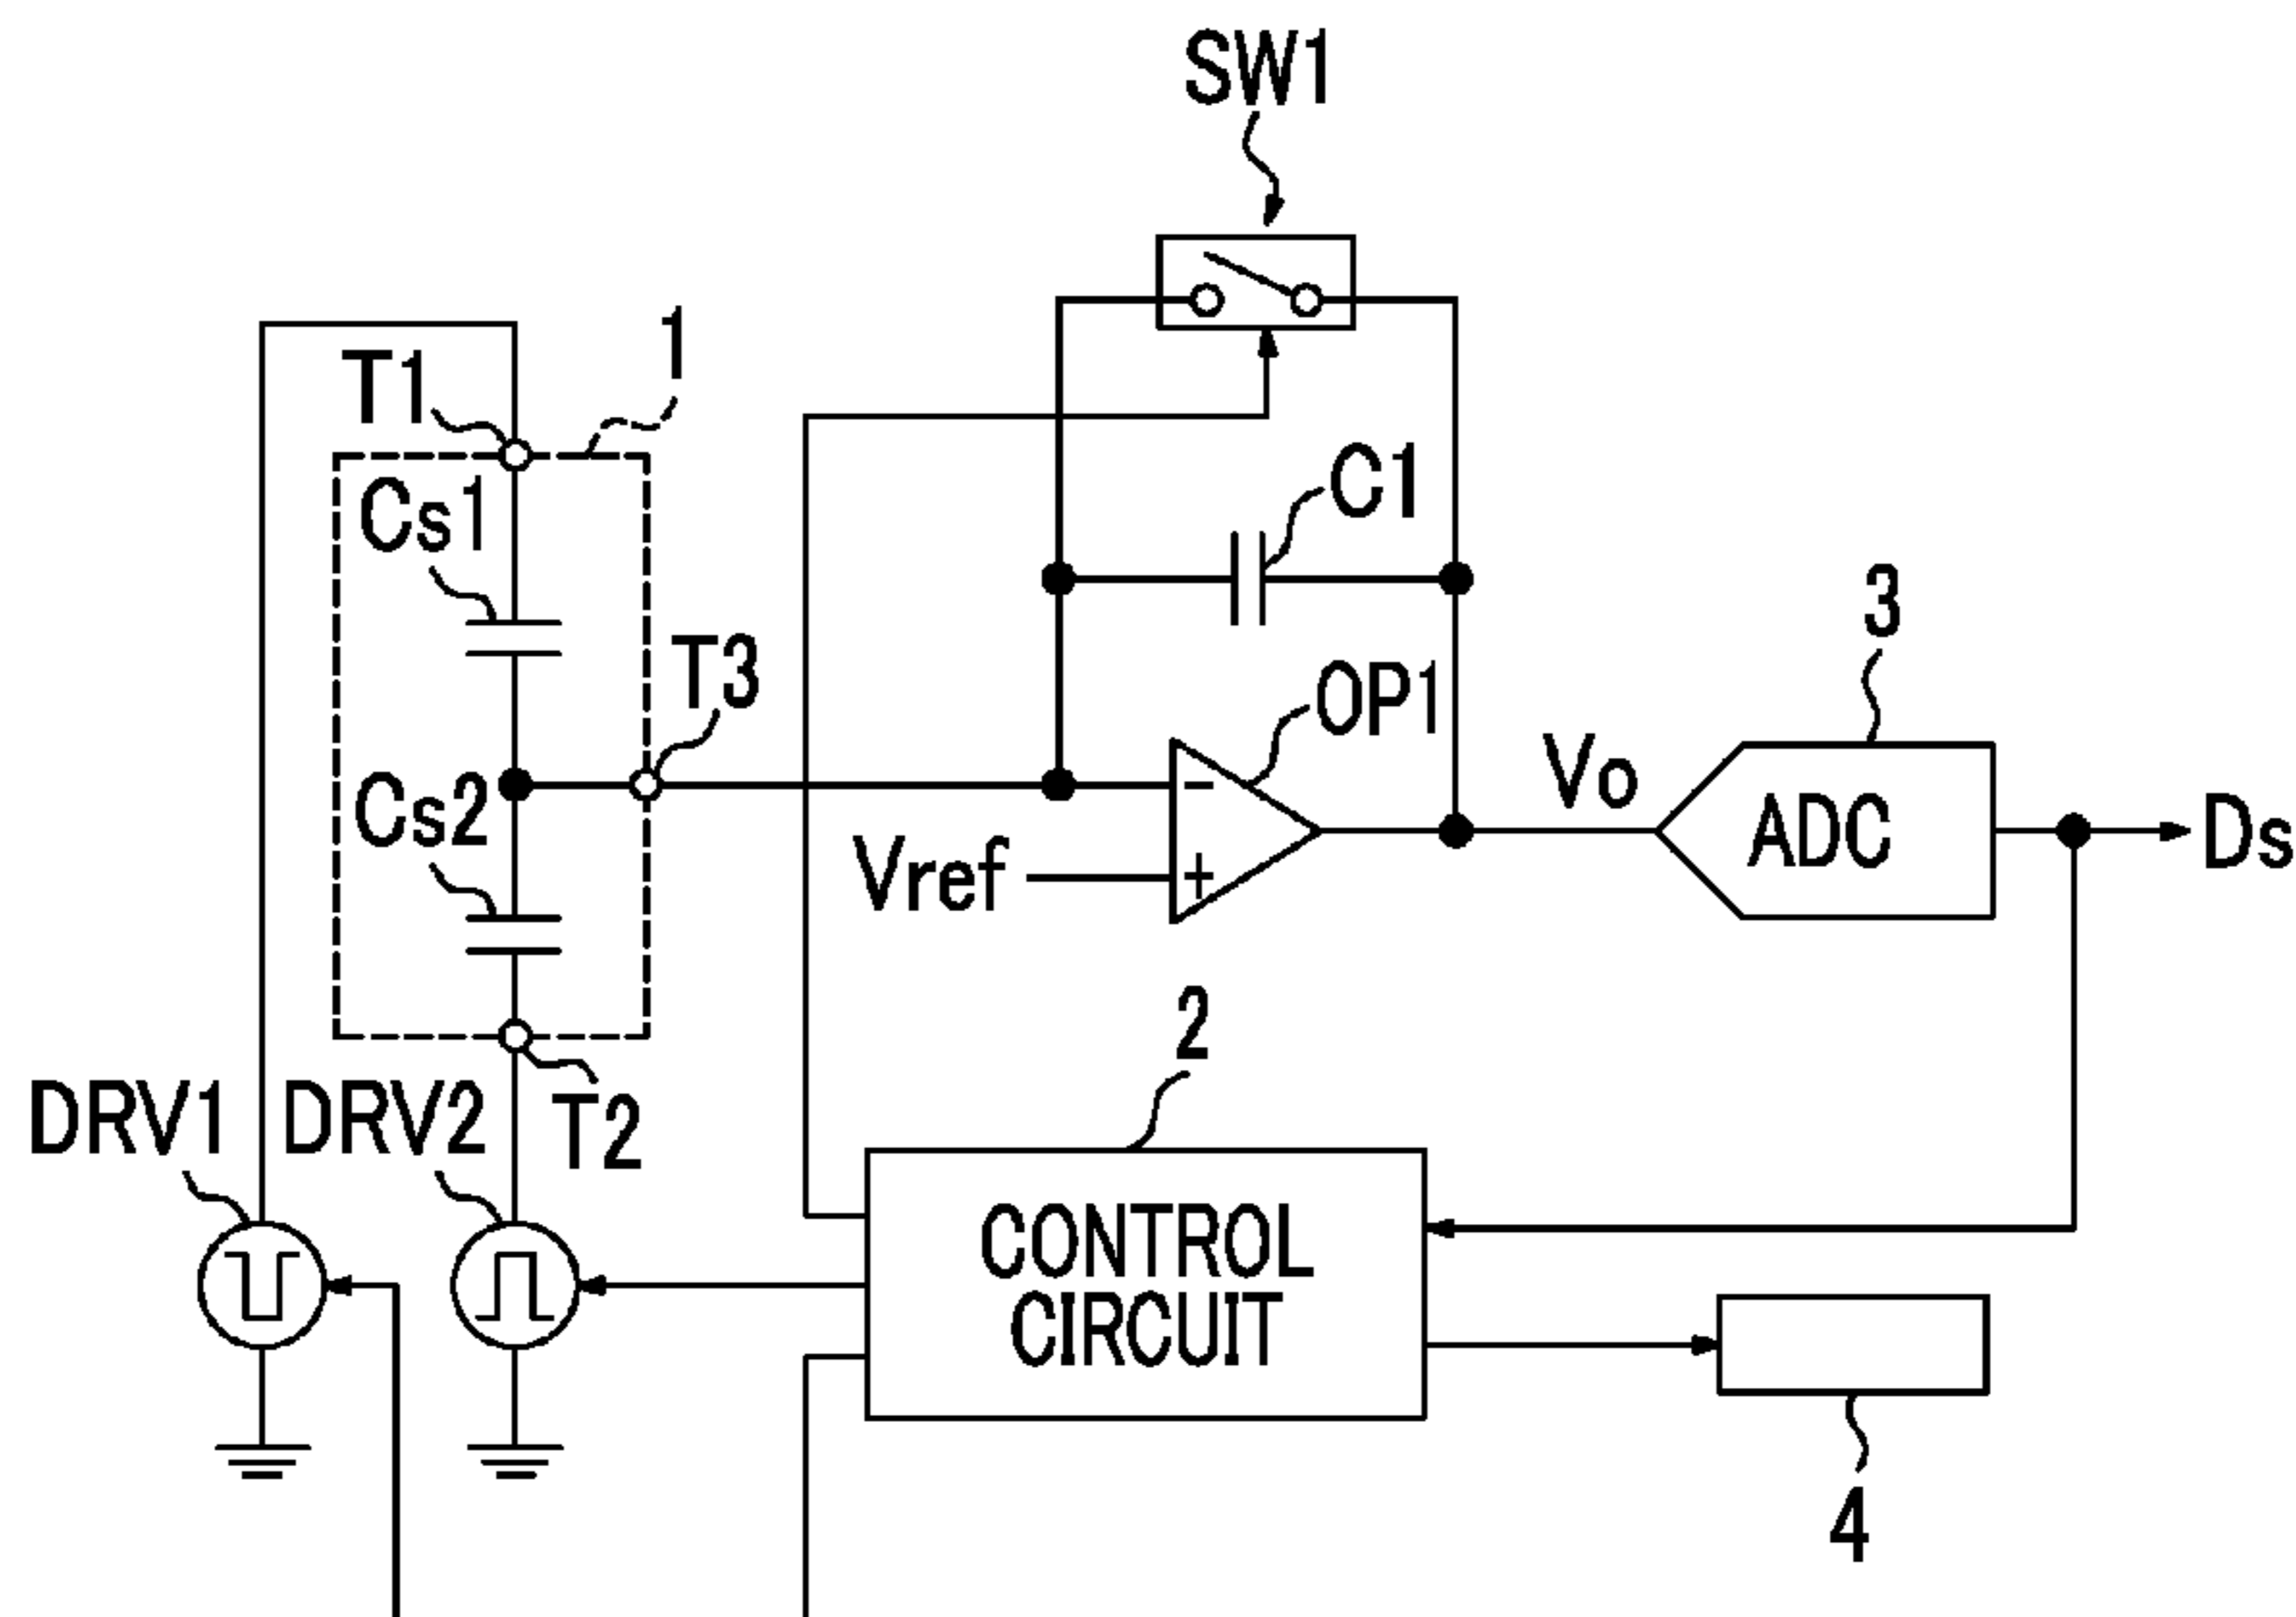 SW1
1
T1
Cs1
C1
3
T3
OP1
Vo
Cs2
ADC
Ds
Vref
-
+
2
DRV1
DRV2
T2
CONTROL
CIRCUIT
4